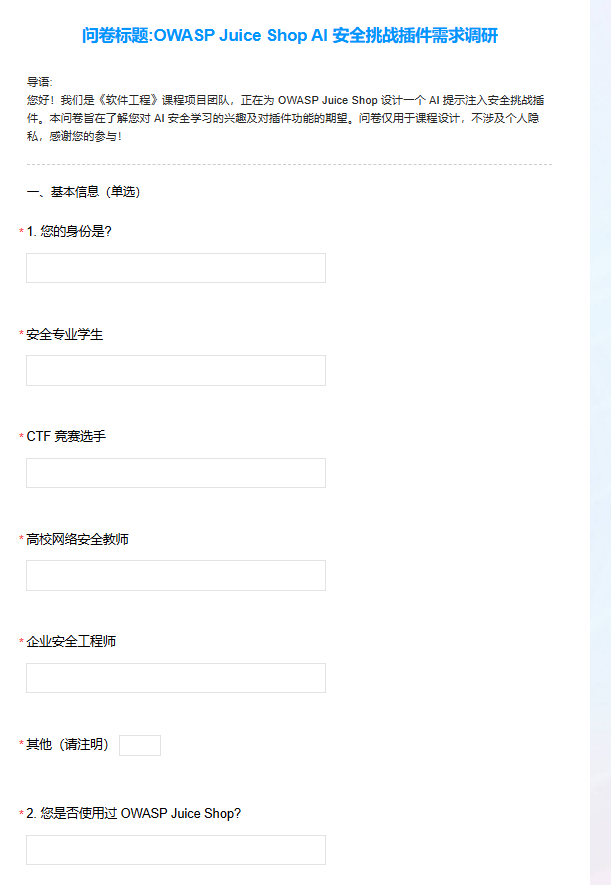 问卷标题:OWASP Juice Shop AI 安全挑战插件需求调研
导语:
您好！我们是《软件工程》课程项目团队，正在为 OWASP Juice Shop 设计一个 AI 提示注入安全挑战插
件。本问卷旨在了解您对 AI 安全学习的兴趣及对插件功能的期望。问卷仅用于课程设计，不涉及个人隐
私，感谢您的参与！
一、基本信息（单选）
* 1. 您的身份是?
* 安全专业学生
* CTF 竞赛选手
* 高校网络安全教师
* 企业安全工程师
* 其他（请注明）
* 2. 您是否使用过 OWASP Juice Shop?